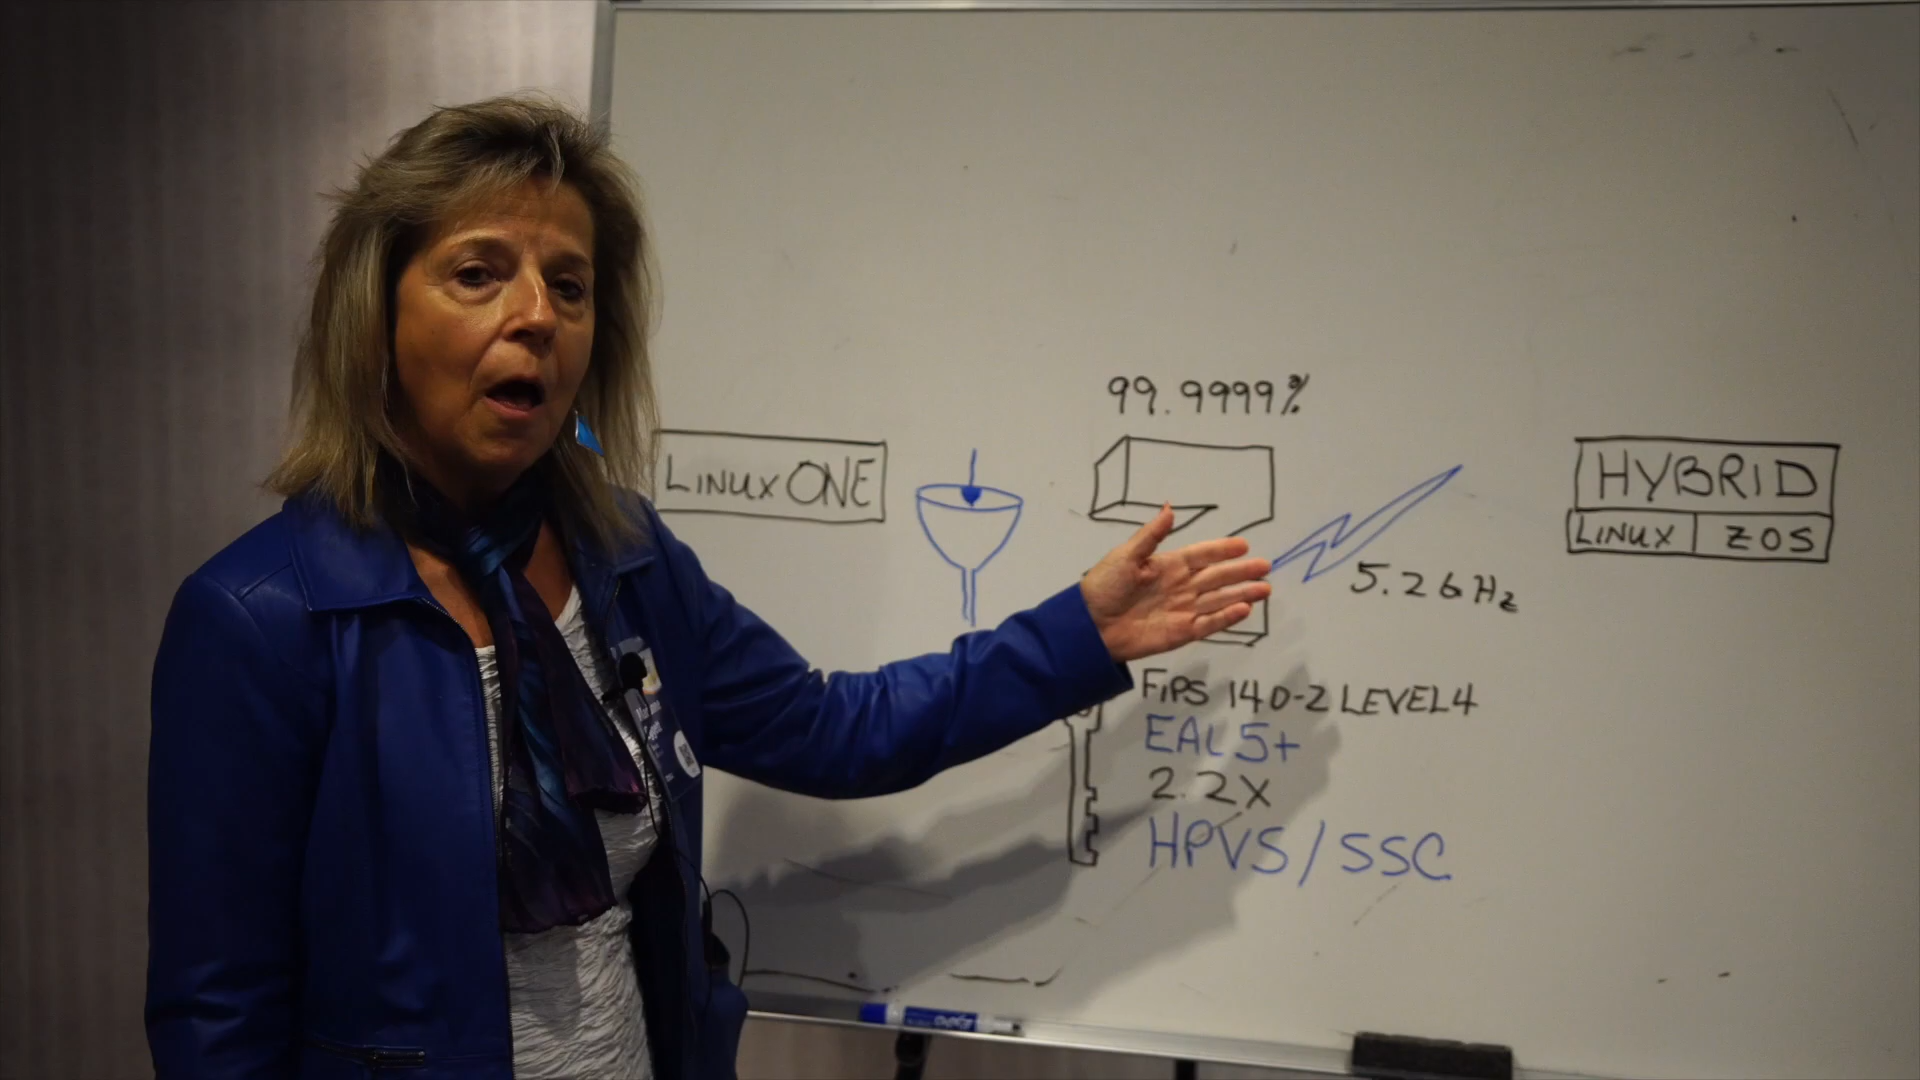 99.9999%
LINUXONE
HYBRID
LINUX ZOS
5.2GHz
FIPS 140-2 LEVEL4
EAL5+
2.2X
HPVS/SSC